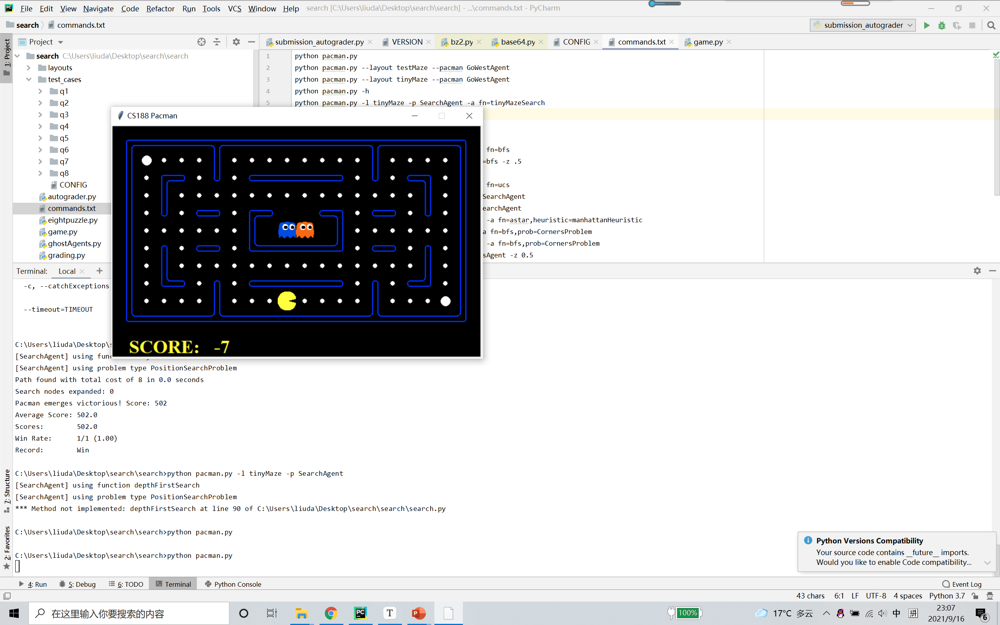 File Edit View Navigate Code Refactor Run Tools VCS Window Help search [C:\Users\liuda\Desktop\search\search] - ...\commands.txt - PyCharm
search commands.txt submission_autograder
1: Project
Project
submission_autograder.py VERSION bz2.py base64.py CONFIG commands.txt game.py
search C:\Users\liuda\Desktop\search\search
layouts
test_cases
q1
q2
q3
q4
q5
q6
q7
q8
CONFIG
autograder.py
commands.txt
eightpuzzle.py
game.py
ghostAgents.py
grading.py
1 python pacman.py
2 python pacman.py --layout testMaze --pacman GoWestAgent
3 python pacman.py --layout tinyMaze --pacman GoWestAgent
4 python pacman.py -h
5 python pacman.py -l tinyMaze -p SearchAgent -a fn=tinyMazeSearch
fn=bfs
=bfs -z .5
fn=ucs
SearchAgent
earchAgent
-a fn=astar,heuristic=manhattanHeuristic
a fn=bfs,prob=CornersProblem
-a fn=bfs,prob=CornersProblem
sAgent -z 0.5
CS188 Pacman
SCORE: -7
Terminal: Local
-c, --catchExceptions
--timeout=TIMEOUT
C:\Users\liuda\Desktop\s
[SearchAgent] using func
[SearchAgent] using problem type PositionSearchProblem
Path found with total cost of 8 in 0.0 seconds
Search nodes expanded: 0
Pacman emerges victorious! Score: 502
Average Score: 502.0
Scores: 502.0
Win Rate: 1/1 (1.00)
Record: Win
C:\Users\liuda\Desktop\search\search>python pacman.py -l tinyMaze -p SearchAgent
[SearchAgent] using function depthFirstSearch
[SearchAgent] using problem type PositionSearchProblem
*** Method not implemented: depthFirstSearch at line 90 of C:\Users\liuda\Desktop\search\search\search.py
C:\Users\liuda\Desktop\search\search>python pacman.py
C:\Users\liuda\Desktop\search\search>python pacman.py
7: Structure
2: Favorites
Python Versions Compatibility
Your source code contains __future__ imports.
Would you like to enable Code compatibility...
4: Run 5: Debug 6: TODO Terminal Python Console Event Log
43 chars 6:1 LF UTF-8 4 spaces Python 3.7
在这里输入你要搜索的内容
100% 17°C 多云 中 拼 23:07
2021/9/16 6